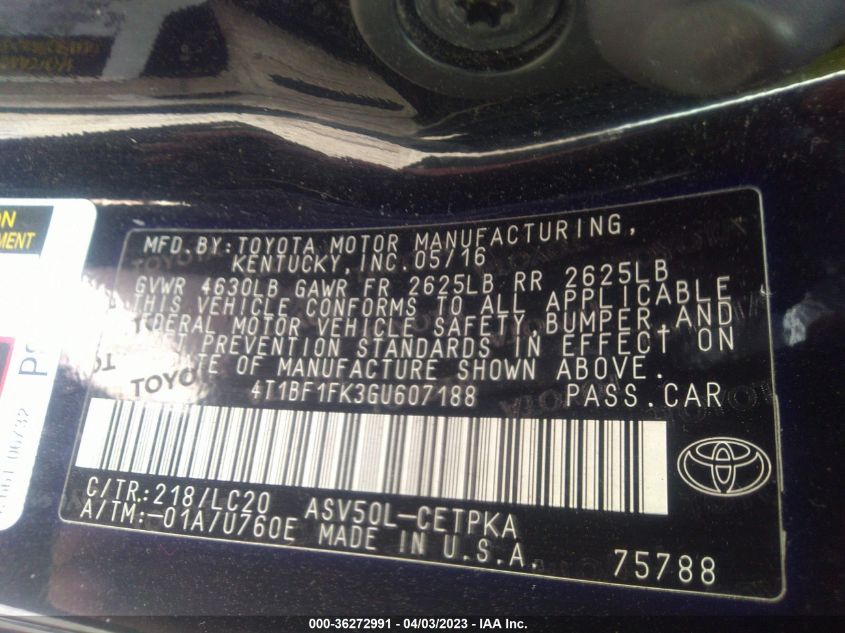 ON
MENT
MFD.BY:TOYOTA MOTOR MANUFACTURING,
KENTUCKY,INC.05/16
GVWR 4630LB GAWR FR 2625LB RR 2625LB
THIS VEHICLE CONFORMS TO ALL APPLICABLE
FEDERAL MOTOR VEHICLE SAFETY,BUMPER,AND
PREVENTION STANDARDS IN EFFECT ON
OF MANUFACTURE SHOWN ABOVE.
4T1BF1FK3GU607188 PASS.CAR
C/TR:218/LC20 ASV50L-CETPKA
A/TM:-01A/U760E MADE IN U.S.A.
75788
000-36272991 - 04/03/2023 - IAA Inc.